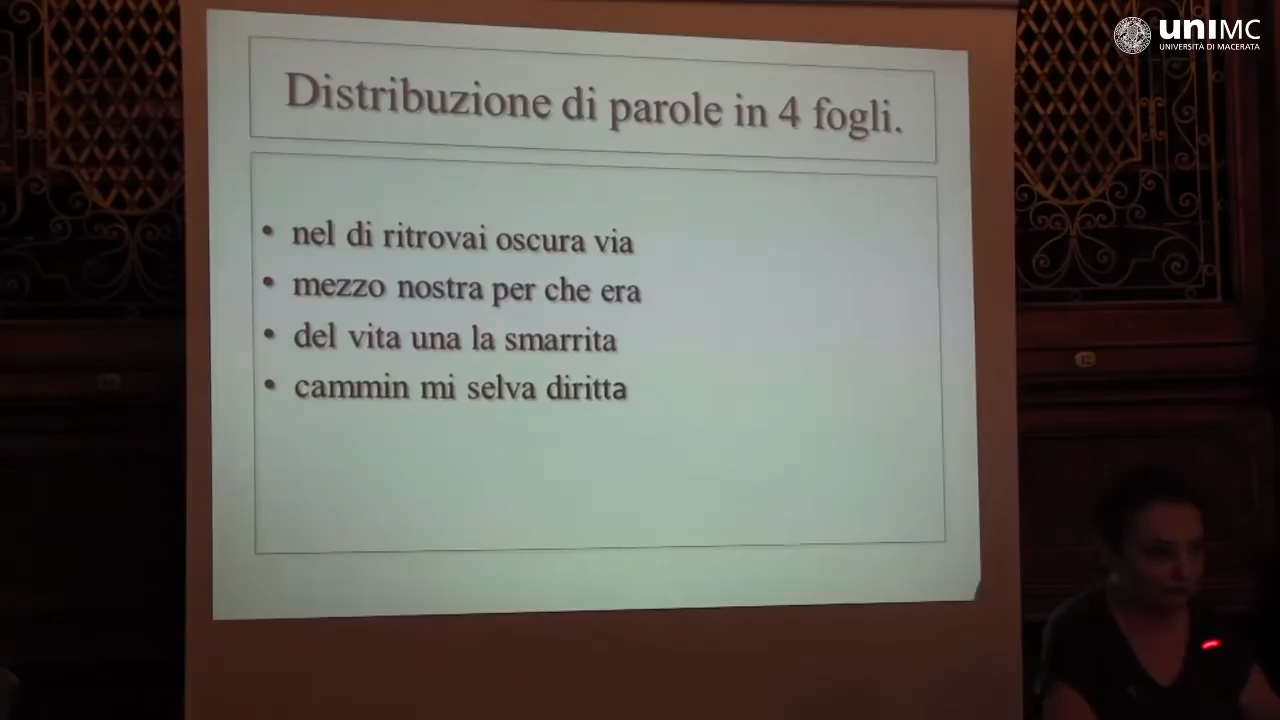 uniMC
UNIVERSITÀ DI MACERATA
Distribuzione di parole in 4 fogli.
• nel di ritrovai oscura via
• mezzo nostra per che era
• del vita una la smarrita
• cammin mi selva diritta
12